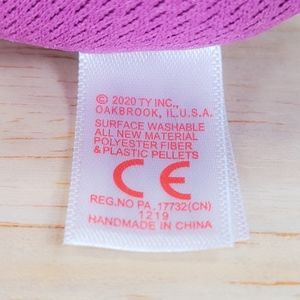 © 2020 TY INC.,
OAKBROOK, IL.U.S.A.
SURFACE WASHABLE
ALL NEW MATERIAL
POLYESTER FIBER
& PLASTIC PELLETS
CE
REG.NO PA.17732(CN)
1219
HANDMADE IN CHINA